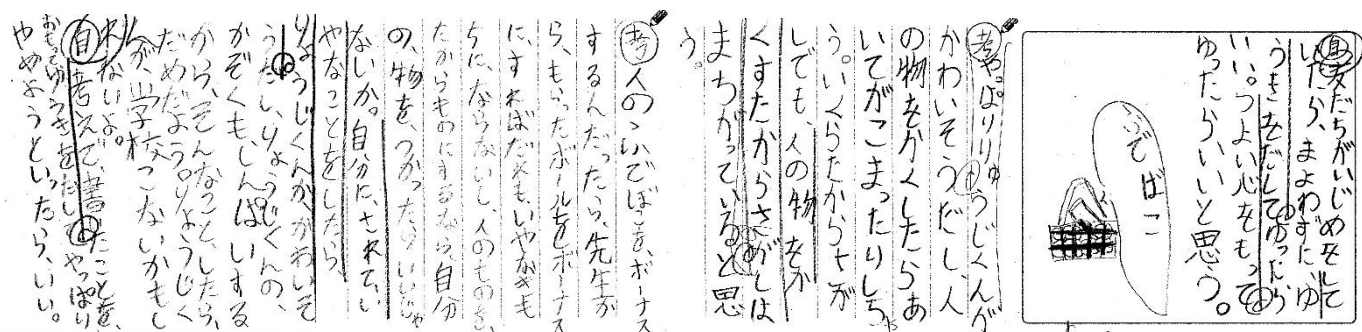 友だちがいじめをして
いたら、まよわずに、ゆ
うきをだしてゆったら
いい。つよい心をもって
ゆったらいいと思う。
ふでばこ
考やっぱりりゅうじくんが
かわいそうだし、人
の物をかくしたらあ
いてがこまったりしち
う。いくらたからさが
しでも、人の物をか
くすたからさがしは
まちがっていると思
う。
考人のふでばこを、ボーナス
するんだったら、先生が
ら、もらったボールをボーナス
に、すればだれもいやなきも
ちに、ならないし、人のものを、
たからものにするなら、自分
の、物を、つかったらいいじゃ
ないか。自分に、されてい
やなことをしたら、
りょうじくんが、かわいそ
うだし、りょうじくんの、
かぞくもしんぱいする
から、そんなこと、したら、
だめだよう。りょうじく
んが、学校こないかもし
れないよ。
自考えで、書いたことを、
おもってゆうきをだして、やっぱり
やめようといったら、いい。